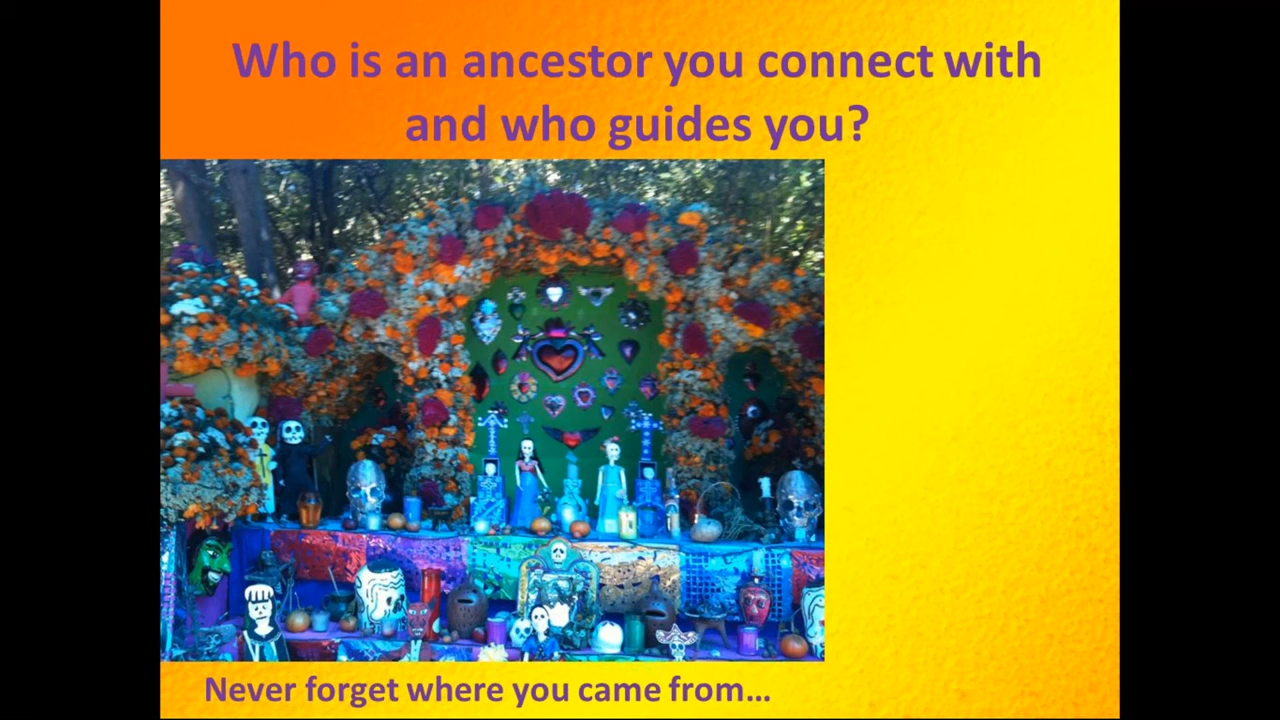 Who is an ancestor you connect with
and who guides you?
Never forget where you came from…